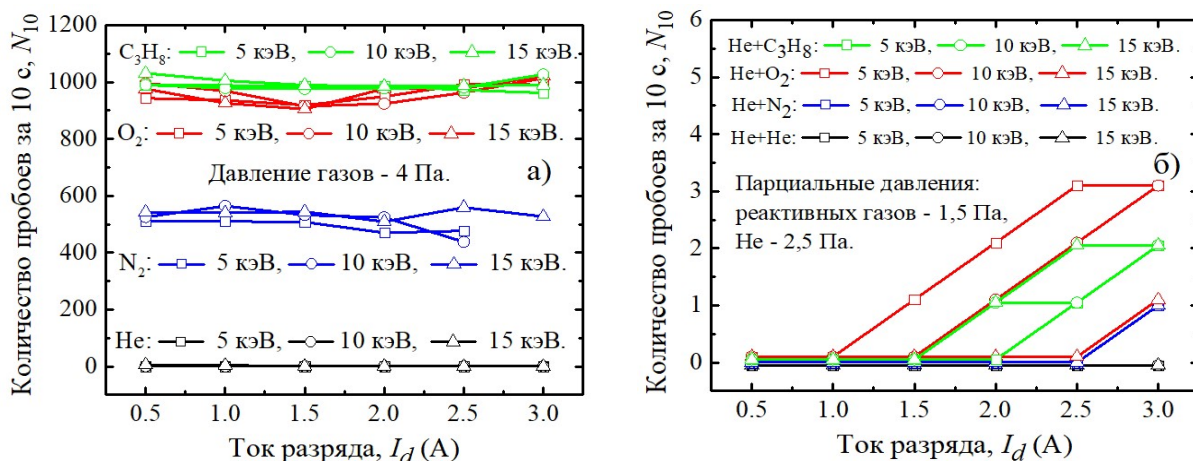 Количество пробоев за 10 с, N10
1200
1000
800
600
400
200
0
C3H8: 5 кэВ, 10 кэВ, 15 кэВ.
O2: 5 кэВ, 10 кэВ, 15 кэВ.
Давление газов - 4 Па.
а)
N2: 5 кэВ, 10 кэВ, 15 кэВ.
He: 5 кэВ, 10 кэВ, 15 кэВ.
0.5 1.0 1.5 2.0 2.5 3.0
Ток разряда, Id (А)
Количество пробоев за 10 с, N10
6
5
4
3
2
1
0
He+C3H8: 5 кэВ, 10 кэВ, 15 кэВ.
He+O2: 5 кэВ, 10 кэВ, 15 кэВ.
He+N2: 5 кэВ, 10 кэВ, 15 кэВ.
He+He: 5 кэВ, 10 кэВ, 15 кэВ.
б)
Парциальные давления:
реактивных газов - 1,5 Па,
He - 2,5 Па.
0.5 1.0 1.5 2.0 2.5 3.0
Ток разряда, Id (А)